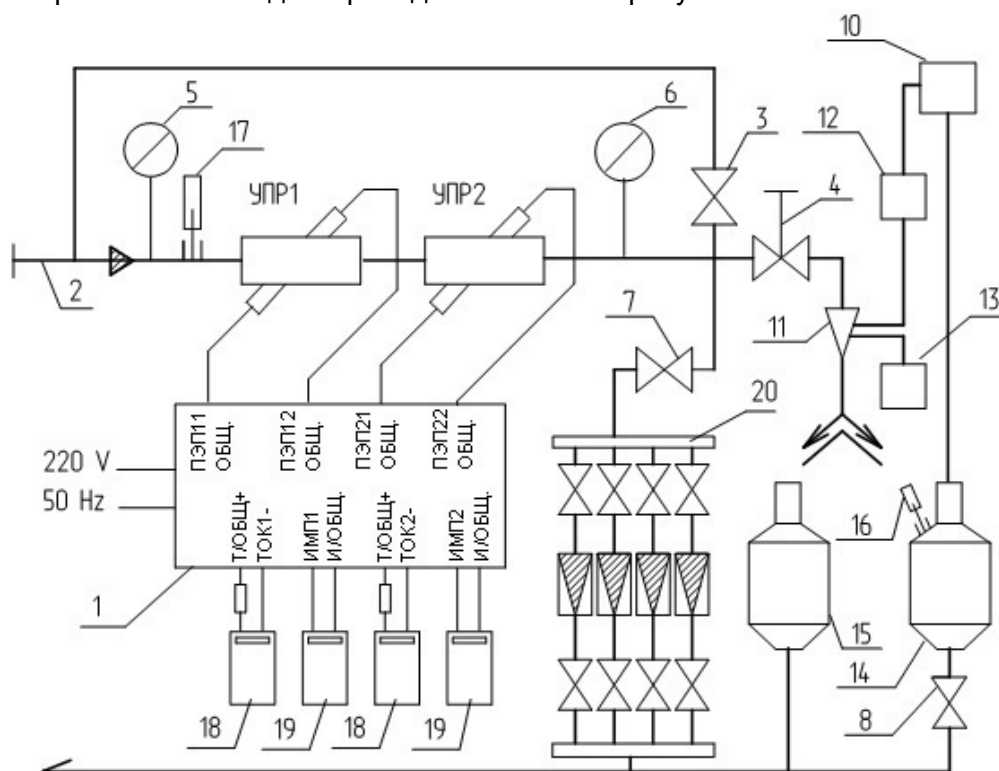 10
5
6
17
12
3
УПР1
УПР2
4
2
7
13
11
20
ПЭП11
ОБЩ.
ПЭП12
ОБЩ.
ПЭП21
ОБЩ.
ПЭП22
ОБЩ.
220 V
50 Hz
Т/ОБЩ+
ТОК1-
ИМП1
И/ОБЩ.
Т/ОБЩ+
ТОК2-
ИМП2
И/ОБЩ.
16
1
15
14
18
19
18
19
8